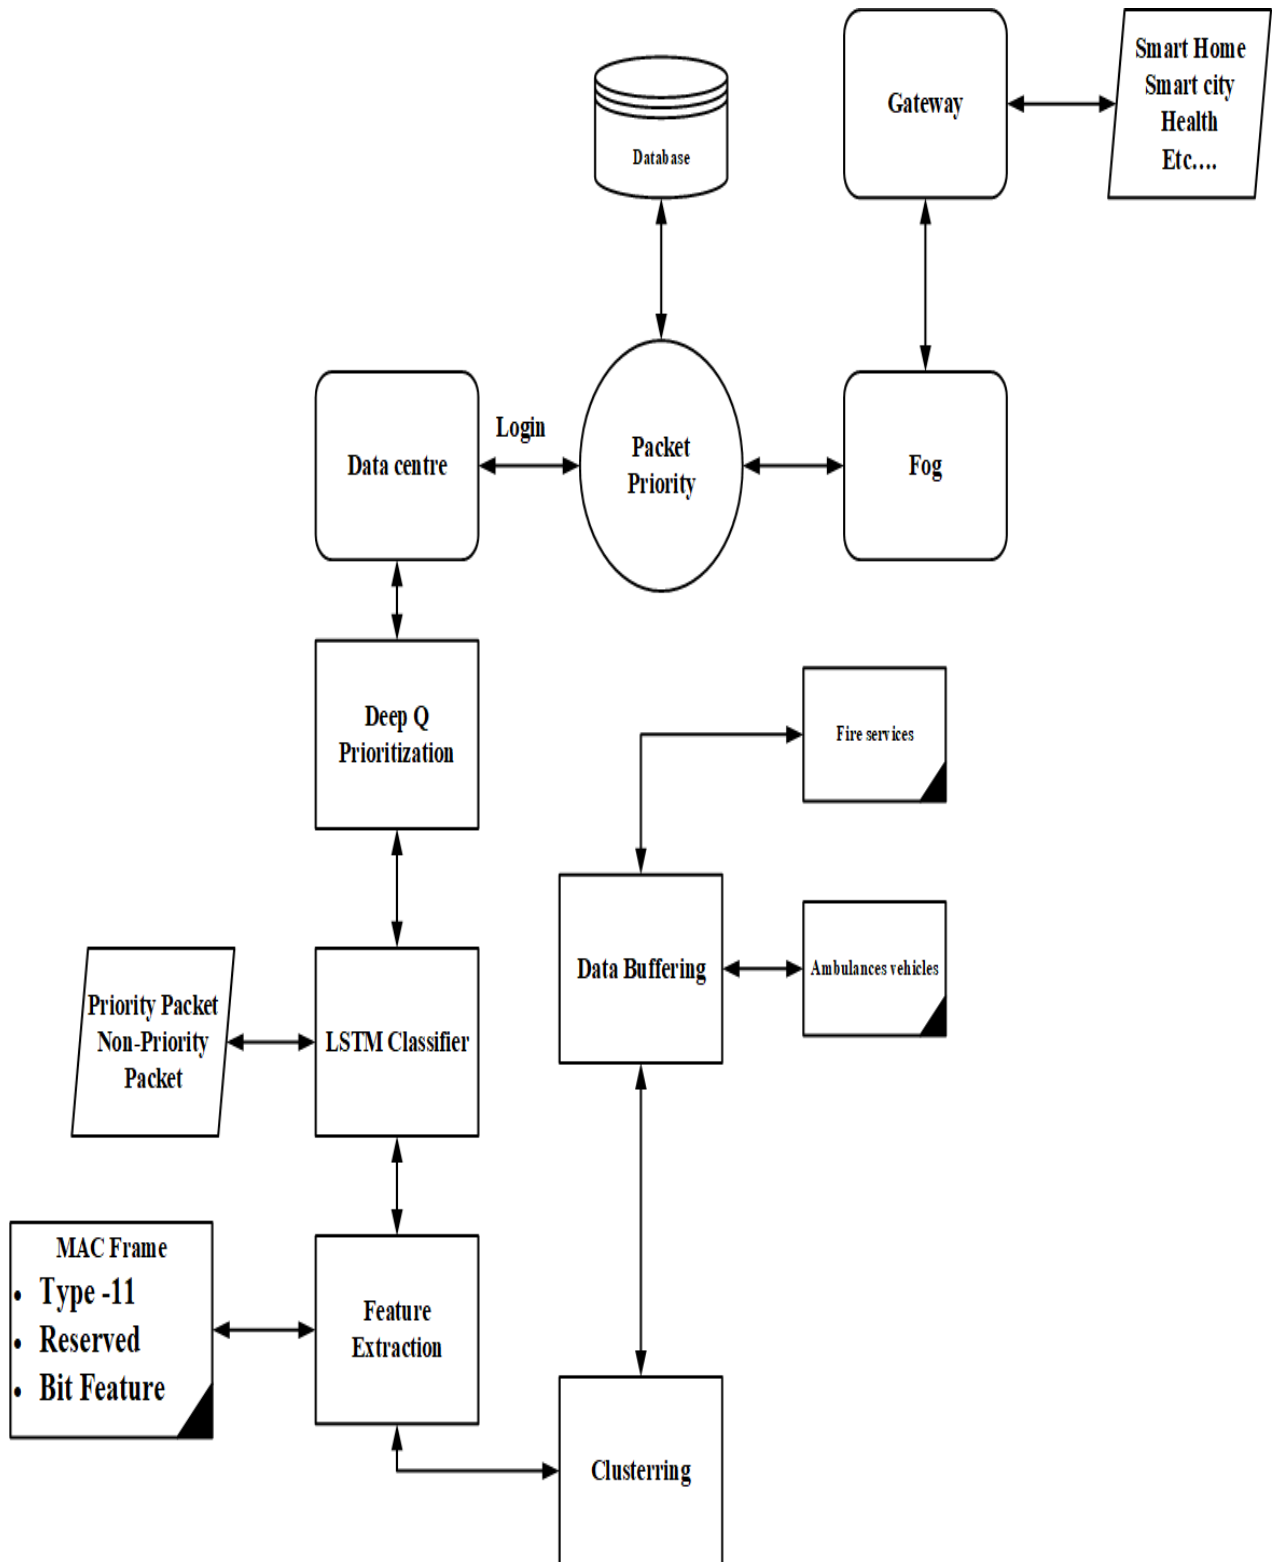 Smart Home
Smart city
Health
Etc....
Gateway
Database
Login
Data centre
Packet
Priority
Fog
Deep Q
Prioritization
Fire services
Data Buffering
Ambulances vehicles
Priority Packet
Non-Priority
Packet
LSTM Classifier
MAC Frame
• Type -11
• Reserved
• Bit Feature
Feature
Extraction
Clusterring